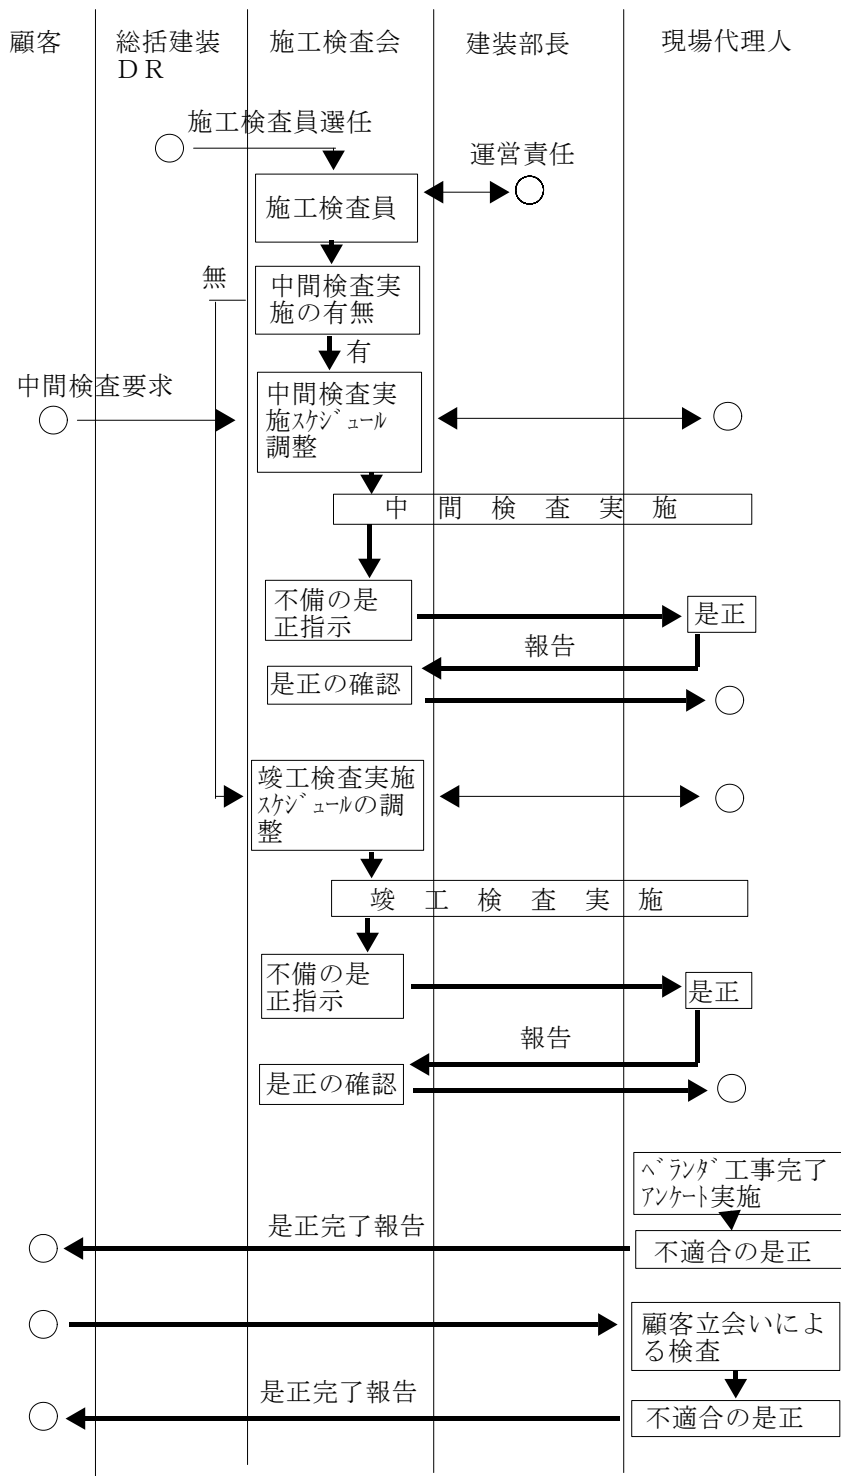 顧客
総括建装
ＤＲ
施工検査会
建装部長
現場代理人
施工検査員選任
運営責任
施工検査員
無
中間検査実
施の有無
有
中間検査要求
中間検査実
施ｽｹｼﾞｭｰﾙ
調整
中間検査実施
不備の是
正指示
是正
報告
是正の確認
竣工検査実施
ｽｹｼﾞｭｰﾙの調
整
竣工検査実施
不備の是
正指示
是正
報告
是正の確認
ﾍﾞﾗﾝﾀﾞ工事完了
ｱﾝｹｰﾄ実施
是正完了報告
不適合の是正
顧客立会いによ
る検査
是正完了報告
不適合の是正